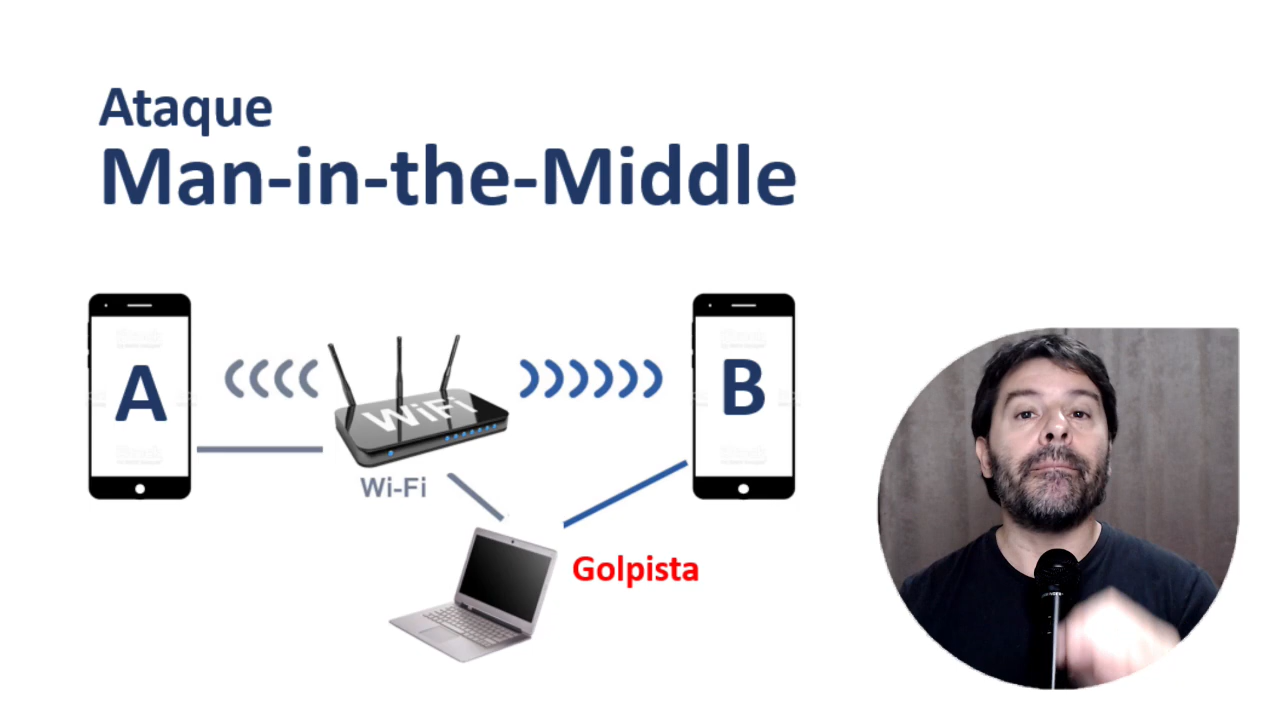 Ataque
Man-in-the-Middle
A
WiFi
B
Wi-Fi
Golpista